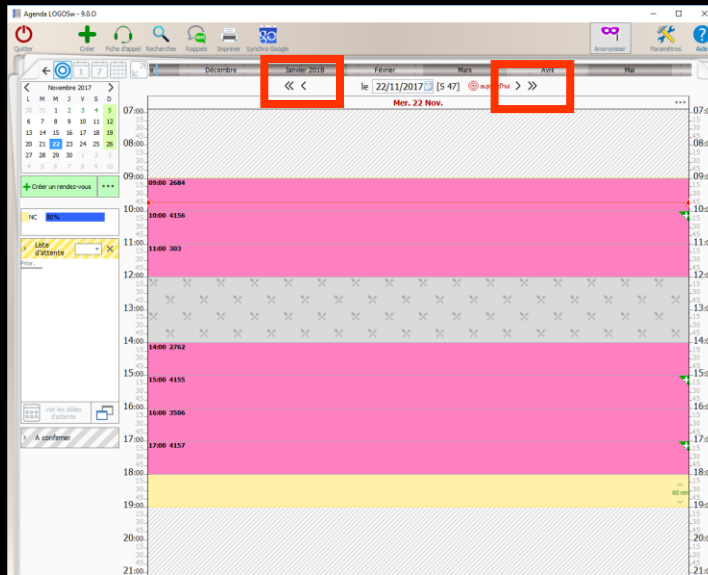 Agenda LOGOSw - 9.0.0
Quitter Créer Fiche d'appel Rechercher Rappels Imprimer Synchro Google Anonymiser Paramètres Aide
Décembre Janvier 2018 Février Mars Avril Mai
Novembre 2017
le 22/11/2017 [S 47] aujourd'hui
L M M J V S D
Mer. 22 Nov.
30 31 1 2 3 4 5
6 7 8 9 10 11 12
13 14 15 16 17 18 19
20 21 22 23 24 25 26
27 28 29 30 1 2 3
4 5 6 7 8 9 10
07:00
08:00
09:00
Créer un rendez-vous
09:00 2684
NC 80%
10:00
10:00 4156
11:00
11:00 303
Liste d'attente
Prior.
12:00
13:00
14:00
14:00 2762
15:00
15:00 4155
16:00
16:00 3506
voir les délais d'attente
17:00
17:00 4157
A confirmer
18:00
60 mn
19:00
20:00
21:00